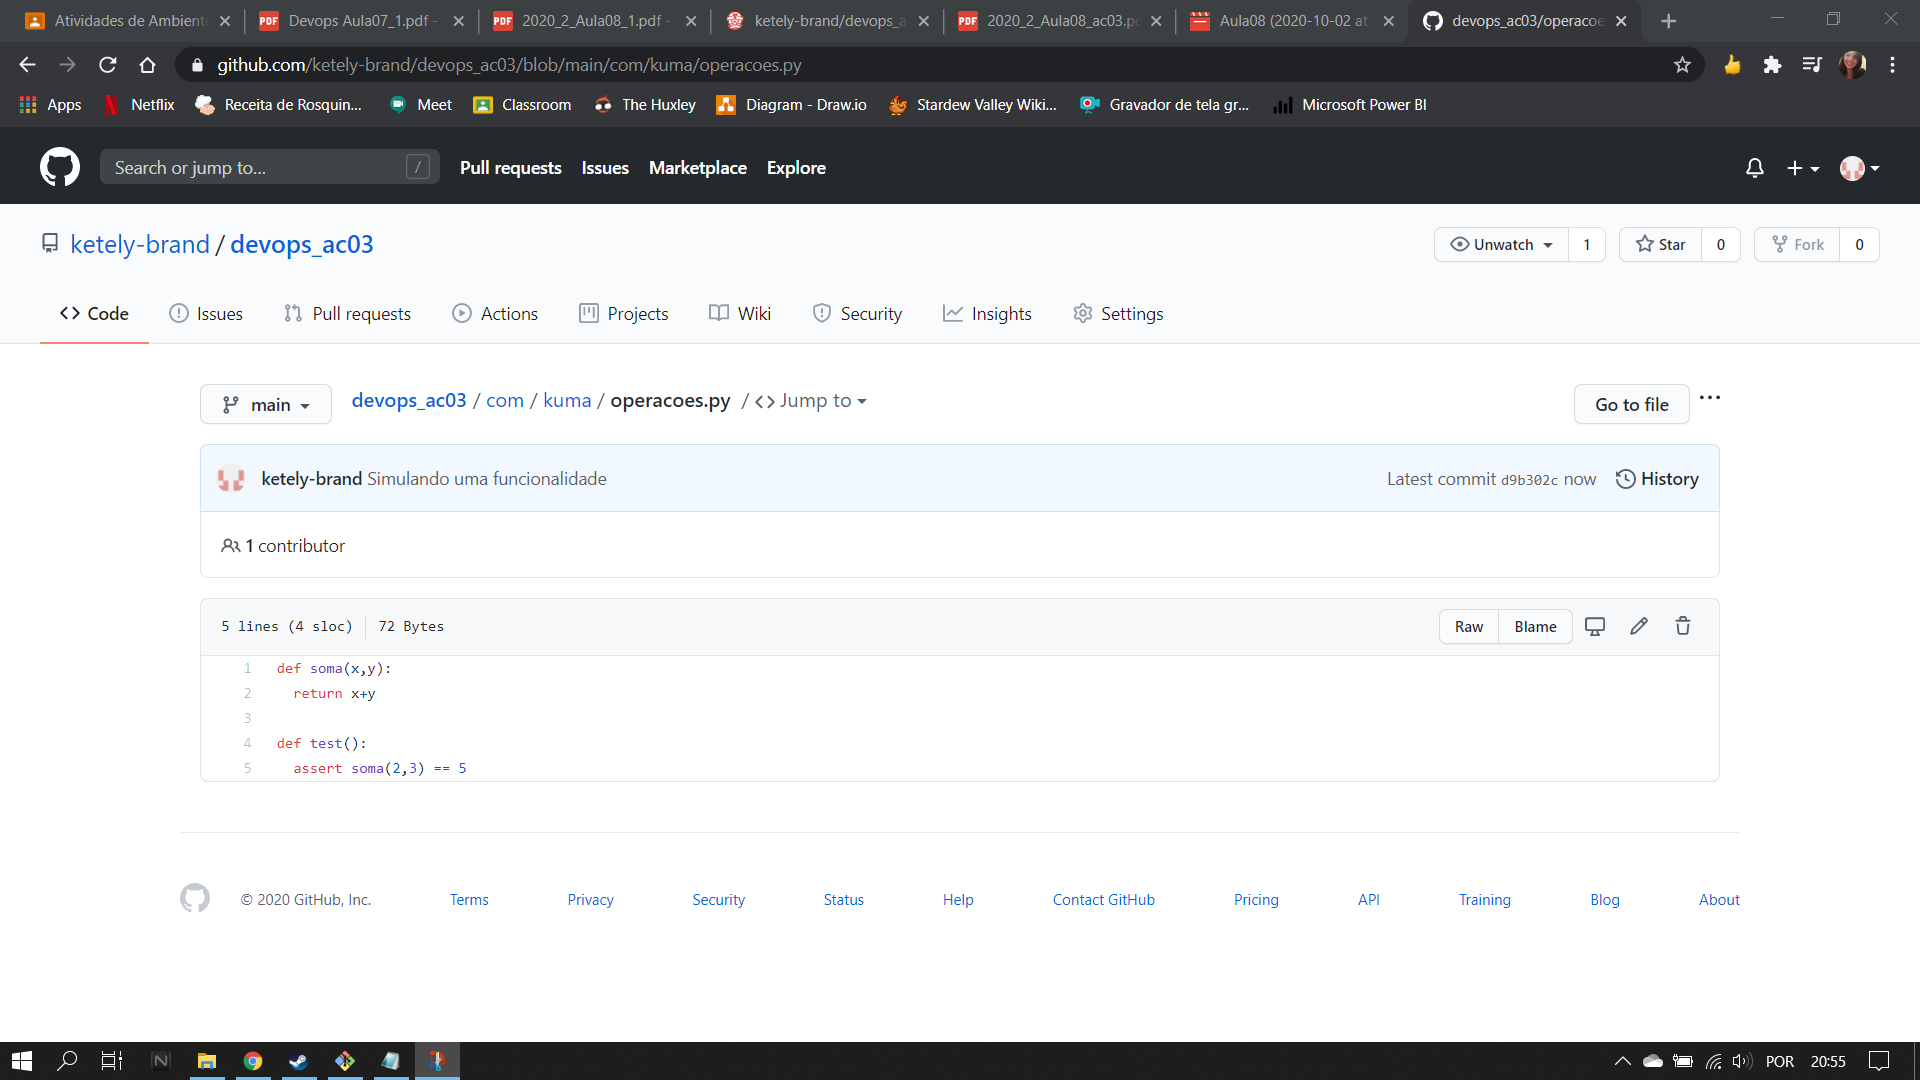 Atividades de Ambient
Devops Aula07_1.pdf -
2020_2_Aula08_1.pdf -
ketely-brand/devops_a
2020_2_Aula08_ac03.p
Aula08 (2020-10-02 at
devops_ac03/operacoe
github.com/ketely-brand/devops_ac03/blob/main/com/kuma/operacoes.py
Apps
Netflix
Receita de Rosquin...
Meet
Classroom
The Huxley
Diagram - Draw.io
Stardew Valley Wiki...
Gravador de tela gr...
Microsoft Power BI
Search or jump to...
/
Pull requests
Issues
Marketplace
Explore
ketely-brand / devops_ac03
Unwatch
1
Star
0
Fork
0
Code
Issues
Pull requests
Actions
Projects
Wiki
Security
Insights
Settings
main
devops_ac03 / com / kuma / operacoes.py / <> Jump to
Go to file
...
ketely-brand Simulando uma funcionalidade
Latest commit d9b302c now
History
1 contributor
5 lines (4 sloc)
72 Bytes
Raw
Blame
1 def soma(x,y):
2   return x+y
3
4 def test():
5   assert soma(2,3) == 5
© 2020 GitHub, Inc.
Terms
Privacy
Security
Status
Help
Contact GitHub
Pricing
API
Training
Blog
About
POR
20:55